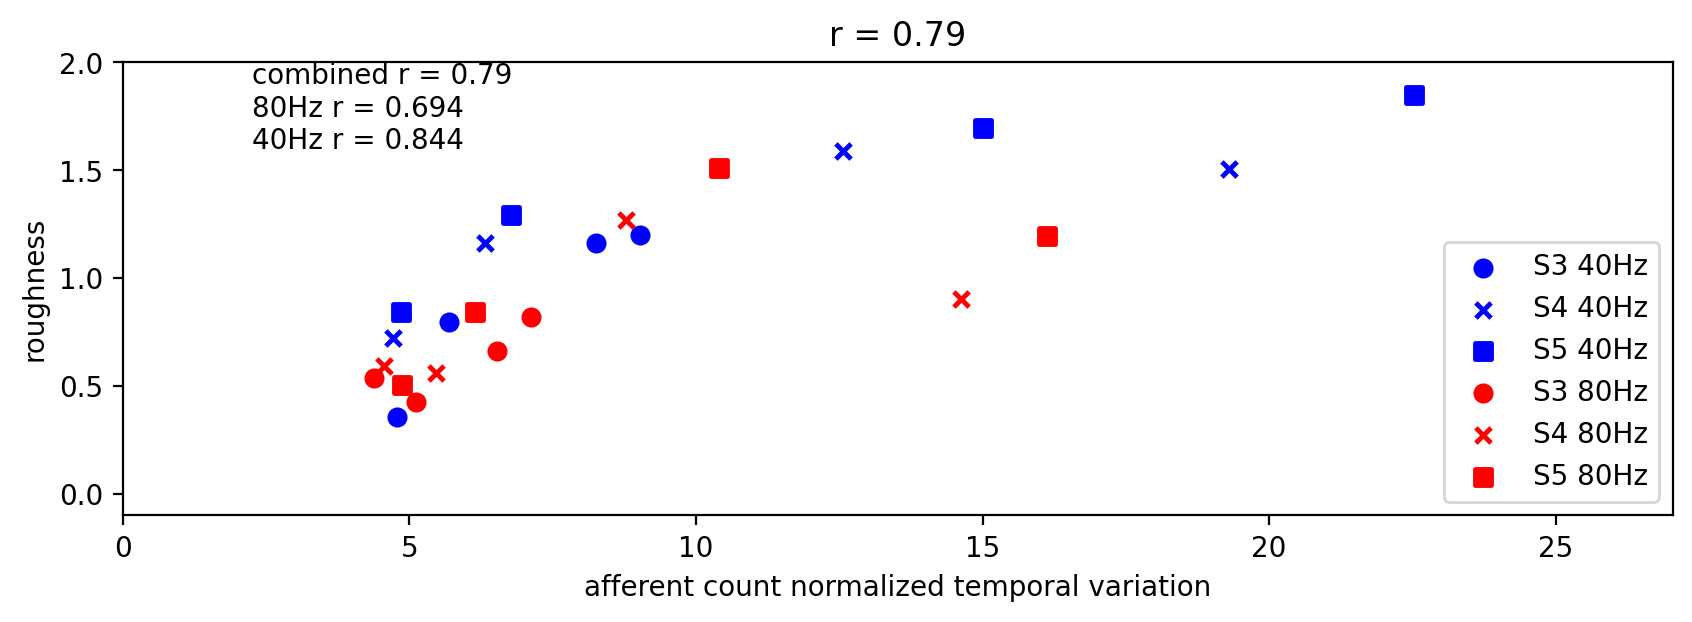 r = 0.79
combined r = 0.79
80Hz r = 0.694
40Hz r = 0.844
2.0
1.5
1.0
0.5
0.0
roughness
0 5 10 15 20 25
afferent count normalized temporal variation
S3 40Hz
S4 40Hz
S5 40Hz
S3 80Hz
S4 80Hz
S5 80Hz